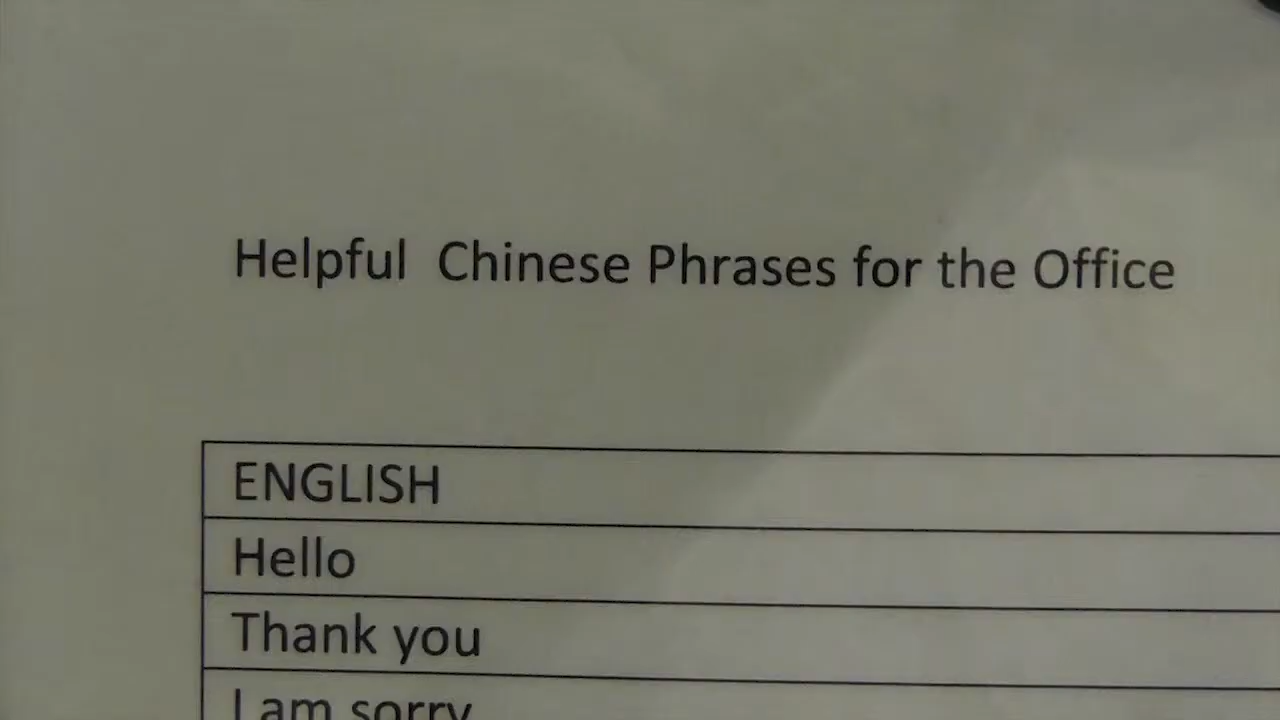 Helpful  Chinese Phrases for the Office
ENGLISH
Hello
Thank you
I am sorry